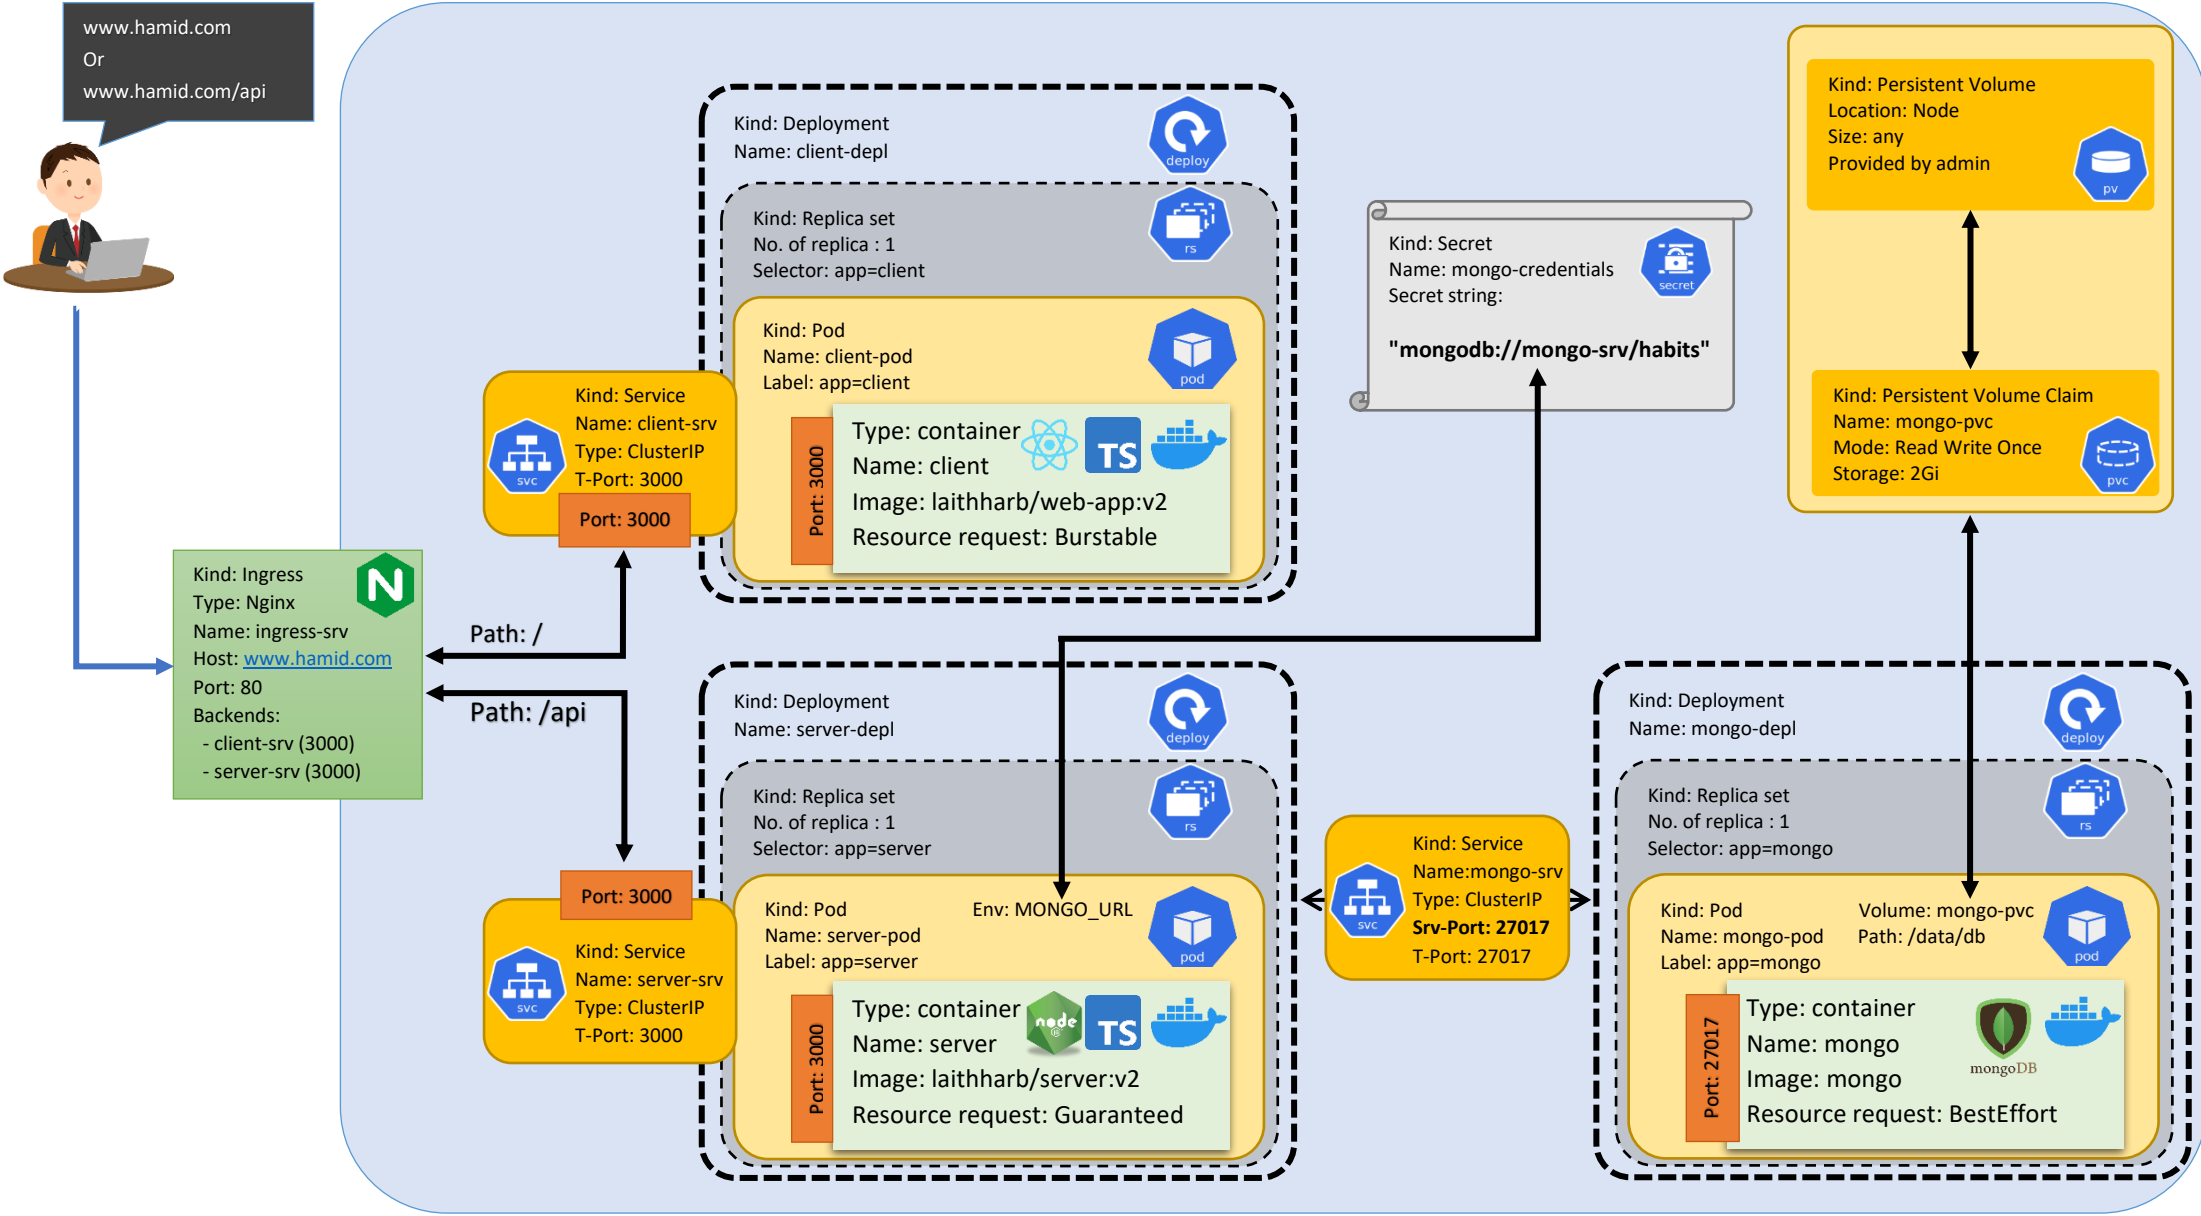 www.hamid.com
Or
www.hamid.com/api
Kind: Ingress
Type: Nginx
Name: ingress-srv
Host: www.hamid.com
Port: 80
Backends:
- client-srv (3000)
- server-srv (3000)
N
Path: /
Path: /api
Kind: Service
Name: client-srv
Type: ClusterIP
T-Port: 3000
svc
Port: 3000
Kind: Deployment
Name: client-depl
deploy
Kind: Replica set
No. of replica : 1
Selector: app=client
rs
Kind: Pod
Name: client-pod
Label: app=client
pod
Port: 3000
Type: container
Name: client
Image: laithharb/web-app:v2
Resource request: Burstable
TS
Port: 3000
Kind: Service
Name: server-srv
Type: ClusterIP
T-Port: 3000
svc
Kind: Deployment
Name: server-depl
deploy
Kind: Replica set
No. of replica : 1
Selector: app=server
rs
Kind: Pod
Name: server-pod
Label: app=server
Env: MONGO_URL
pod
Port: 3000
Type: container
Name: server
Image: laithharb/server:v2
Resource request: Guaranteed
node
JS
TS
Kind: Secret
Name: mongo-credentials
Secret string:
"mongodb://mongo-srv/habits"
secret
Kind: Service
Name:mongo-srv
Type: ClusterIP
Srv-Port: 27017
T-Port: 27017
svc
Kind: Persistent Volume
Location: Node
Size: any
Provided by admin
pv
Kind: Persistent Volume Claim
Name: mongo-pvc
Mode: Read Write Once
Storage: 2Gi
pvc
Kind: Deployment
Name: mongo-depl
deploy
Kind: Replica set
No. of replica : 1
Selector: app=mongo
rs
Kind: Pod
Name: mongo-pod
Label: app=mongo
Volume: mongo-pvc
Path: /data/db
pod
Port: 27017
Type: container
Name: mongo
Image: mongo
Resource request: BestEffort
mongoDB